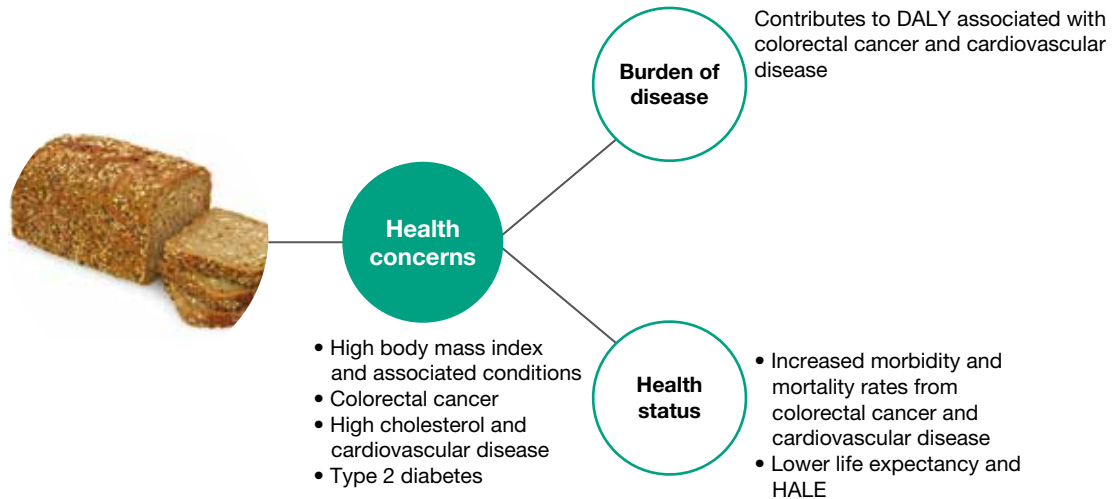 Contributes to DALY associated with
colorectal cancer and cardiovascular
disease
Burden of
disease
Health
concerns
• High body mass index
and associated conditions
• Colorectal cancer
• High cholesterol and
cardiovascular disease
• Type 2 diabetes
Health
status
• Increased morbidity and
mortality rates from
colorectal cancer and
cardiovascular disease
• Lower life expectancy and
HALE